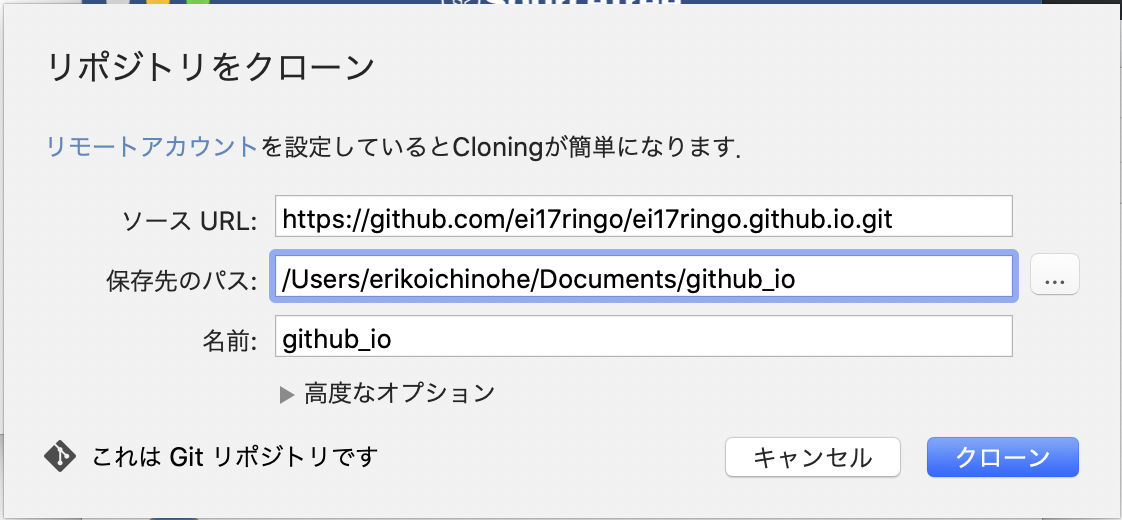 リポジトリをクローン
リモートアカウントを設定しているとCloningが簡単になります.
ソース URL: https://github.com/ei17ringo/ei17ringo.github.io.git
保存先のパス: /Users/erikoichinohe/Documents/github_io ...
名前: github_io
高度なオプション
これは Git リポジトリです キャンセル クローン